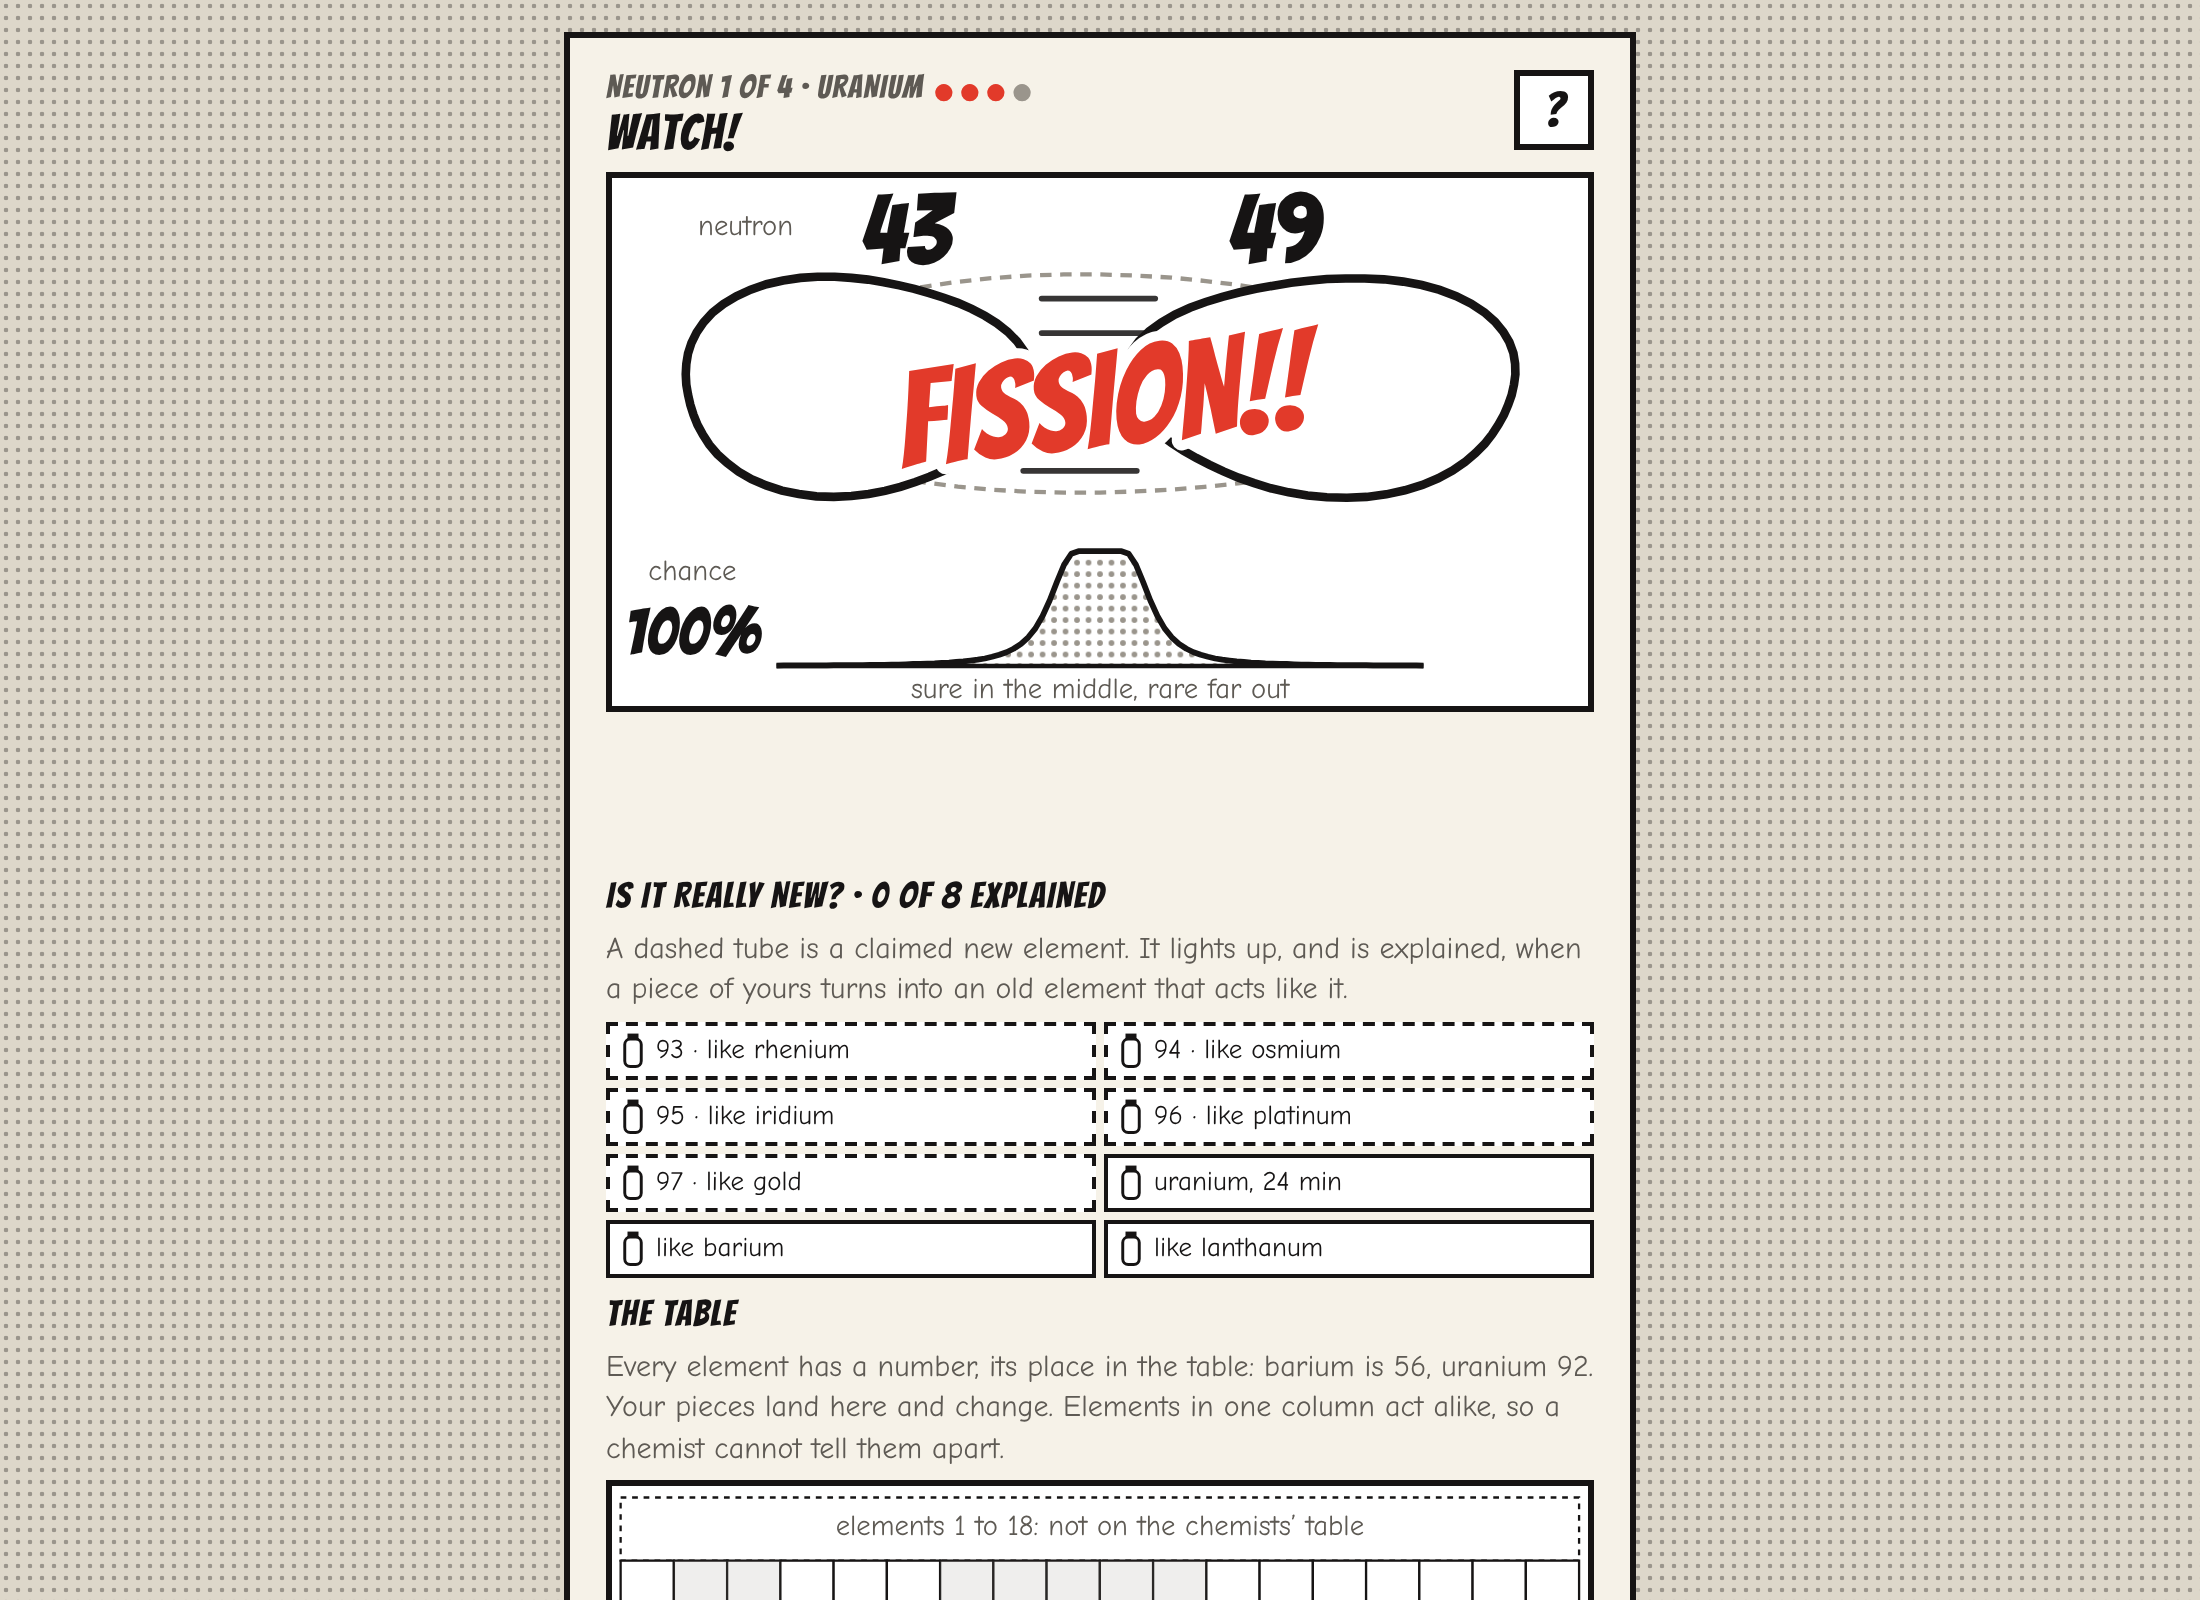 NEUTRON 1 OF 4 · URANIUM
WATCH!
?
neutron
43
49
FISSION!!
chance
100%
sure in the middle, rare far out
IS IT REALLY NEW? · 0 OF 8 EXPLAINED
A dashed tube is a claimed new element. It lights up, and is explained, when
a piece of yours turns into an old element that acts like it.
93 · like rhenium
94 · like osmium
95 · like iridium
96 · like platinum
97 · like gold
uranium, 24 min
like barium
like lanthanum
THE TABLE
Every element has a number, its place in the table: barium is 56, uranium 92.
Your pieces land here and change. Elements in one column act alike, so a
chemist cannot tell them apart.
elements 1 to 18: not on the chemists’ table